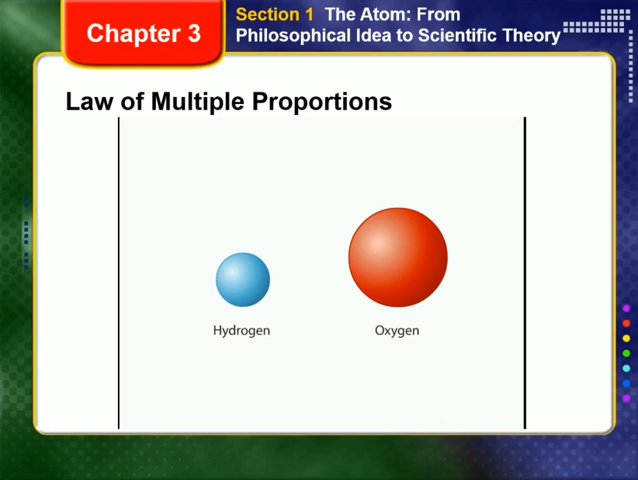 Chapter 3
Section 1 The Atom: From
Philosophical Idea to Scientific Theory
Law of Multiple Proportions
Hydrogen
Oxygen